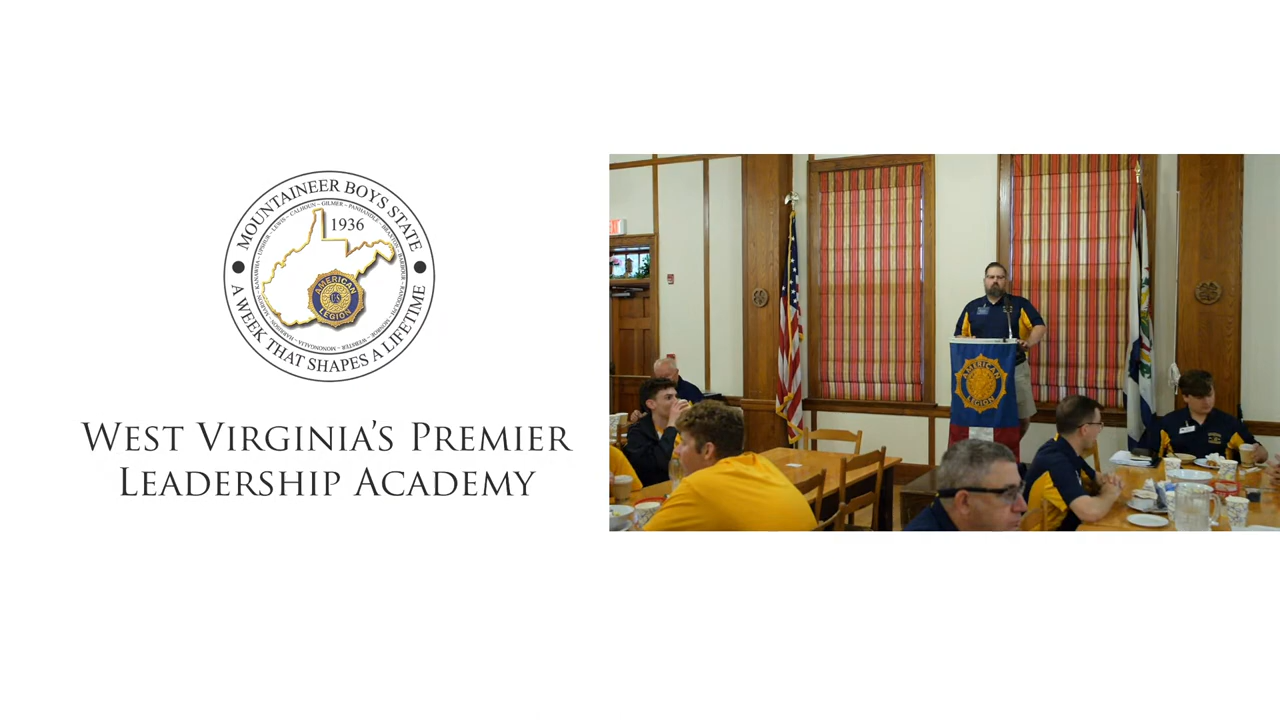 MOUNTAINEER BOYS STATE
1936
AMERICAN
LEGION
A WEEK THAT SHAPES A LIFETIME
WEST VIRGINIA'S PREMIER
LEADERSHIP ACADEMY
AMERICAN
LEGION